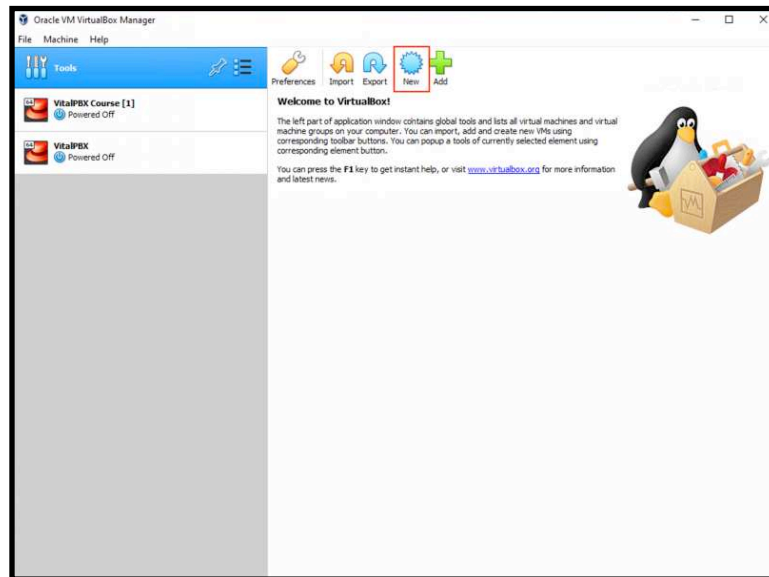 Oracle VM VirtualBox Manager
File Machine Help
Tools
Preferences Import Export New Add
VitalPBX Course [1]
Powered Off
VitalPBX
Powered Off
Welcome to VirtualBox!
The left part of application window contains global tools and lists all virtual machines and virtual
machine groups on your computer. You can import, add and create new VMs using
corresponding toolbar buttons. You can popup a tools of currently selected element using
corresponding element button.
You can press the F1 key to get instant help, or visit www.virtualbox.org for more information
and latest news.